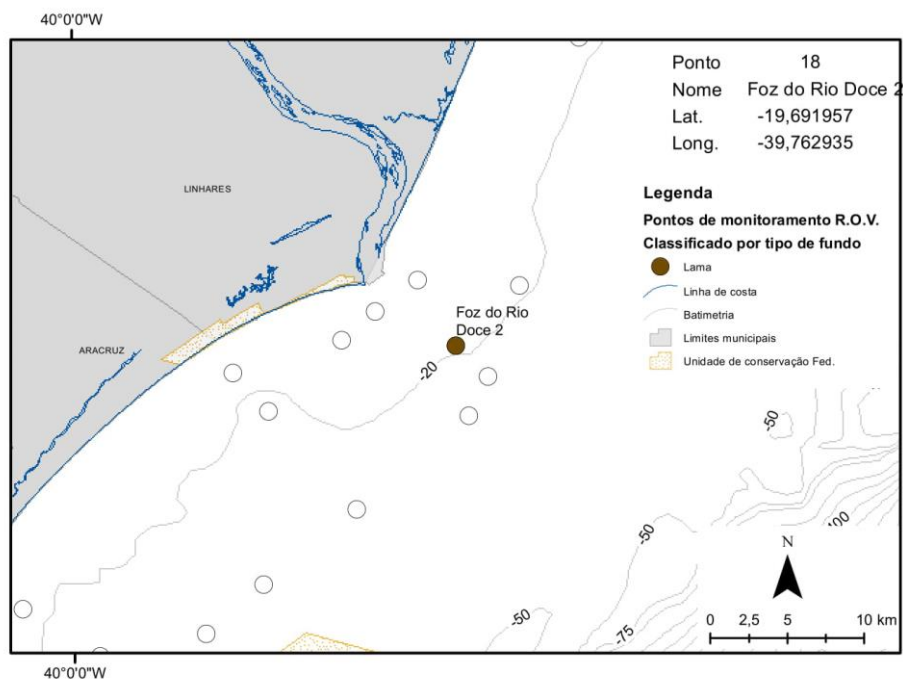 40°0'0"W
Ponto 18
Nome Foz do Rio Doce 2
Lat. -19,691957
Long. -39,762935
LINHARES
Legenda
Pontos de monitoramento R.O.V.
Classificado por tipo de fundo
Lama
Linha de costa
Batimetria
Limites municipais
Unidade de conservação Fed.
Foz do Rio
Doce 2
ARACRUZ
-20
-50
-50
-100
-50
-75
N
0 2,5 5 10 km
40°0'0"W